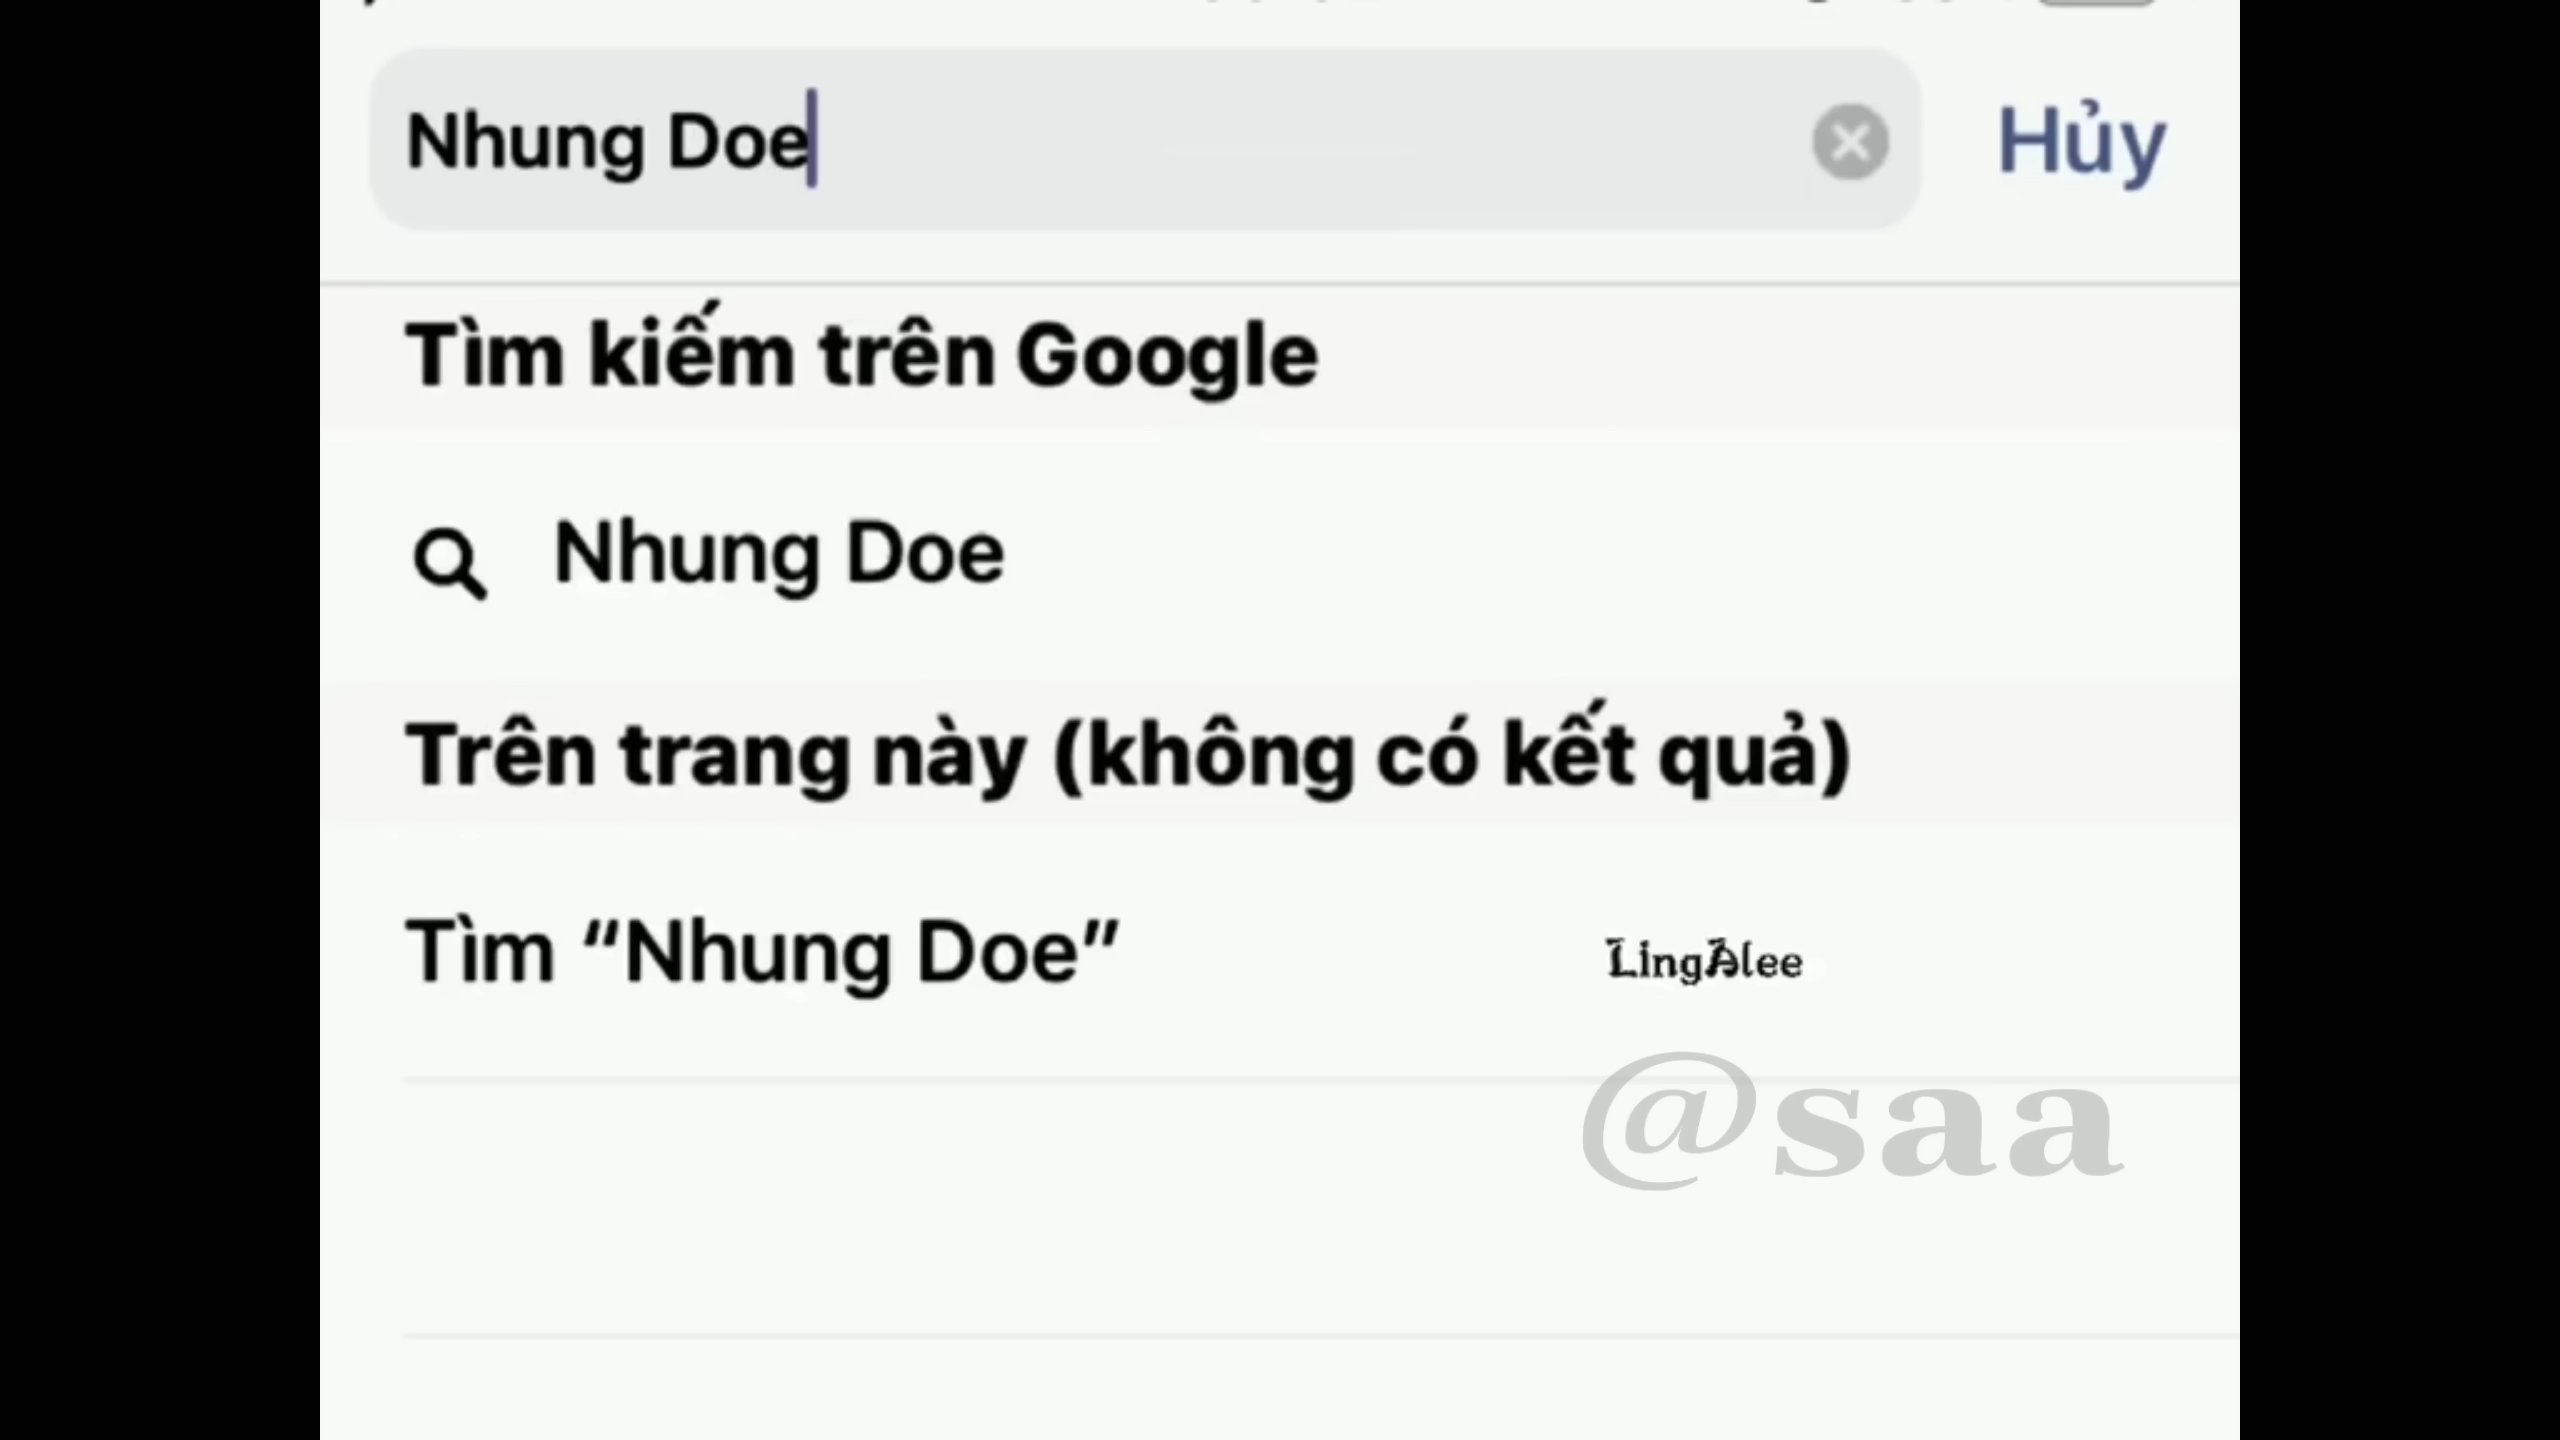 Nhung Doe
Hủy
Tìm kiếm trên Google
Nhung Doe
Trên trang này (không có kết quả)
Tìm “Nhung Doe”
LingAlee
@saa